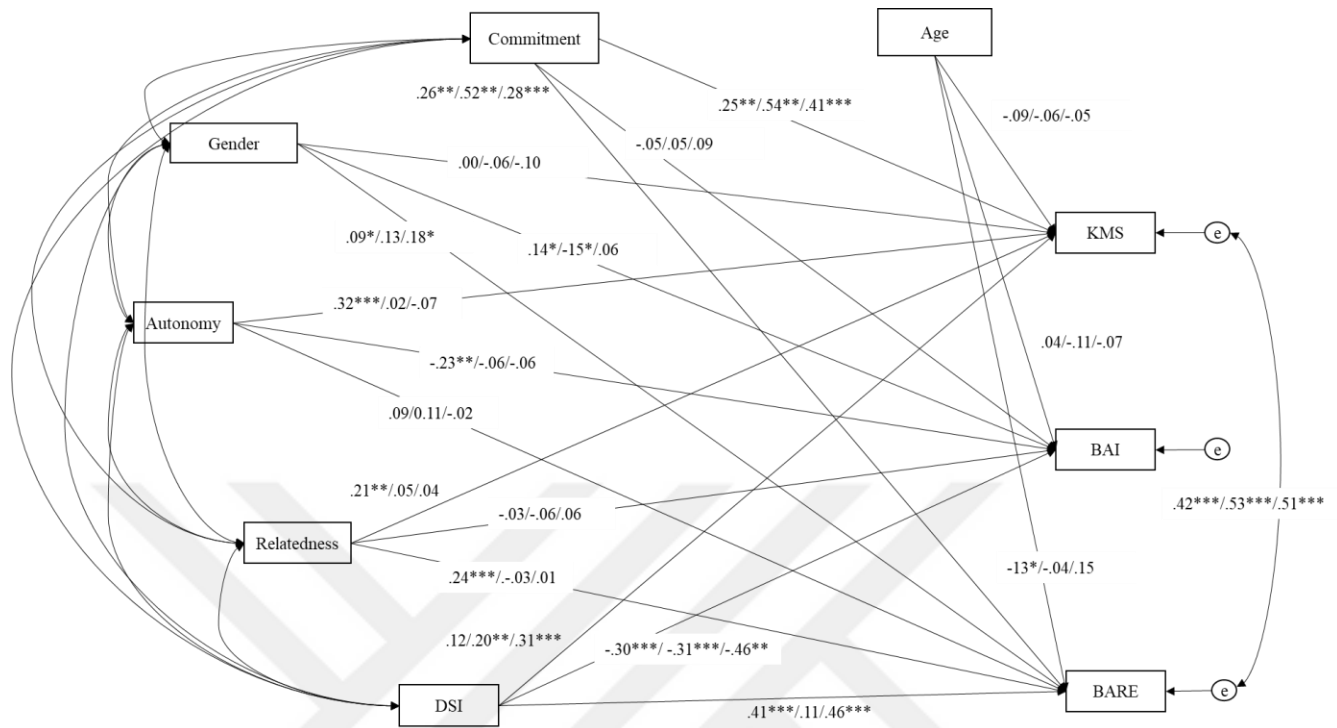 Commitment
Age
.26**/.52**/.28***
.25**/.54**/.41***
-.09/-.06/-.05
Gender
-.05/.05/.09
.00/-.06/-.10
.09*/.13/.18*
.14*/-15*/.06
KMS
e
.32***/.02/-.07
Autonomy
-.23**/-.06/-.06
.04/-.11/-.07
.09/0.11/-.02
BAI
e
.21**/.05/.04
-.03/-.06/.06
.42***/.53***/.51***
Relatedness
.24***/.-.03/.01
-13*/-.04/.15
.12/.20**/.31***
-.30***/ -.31***/-.46**
DSI
.41***/.11/.46***
BARE
e